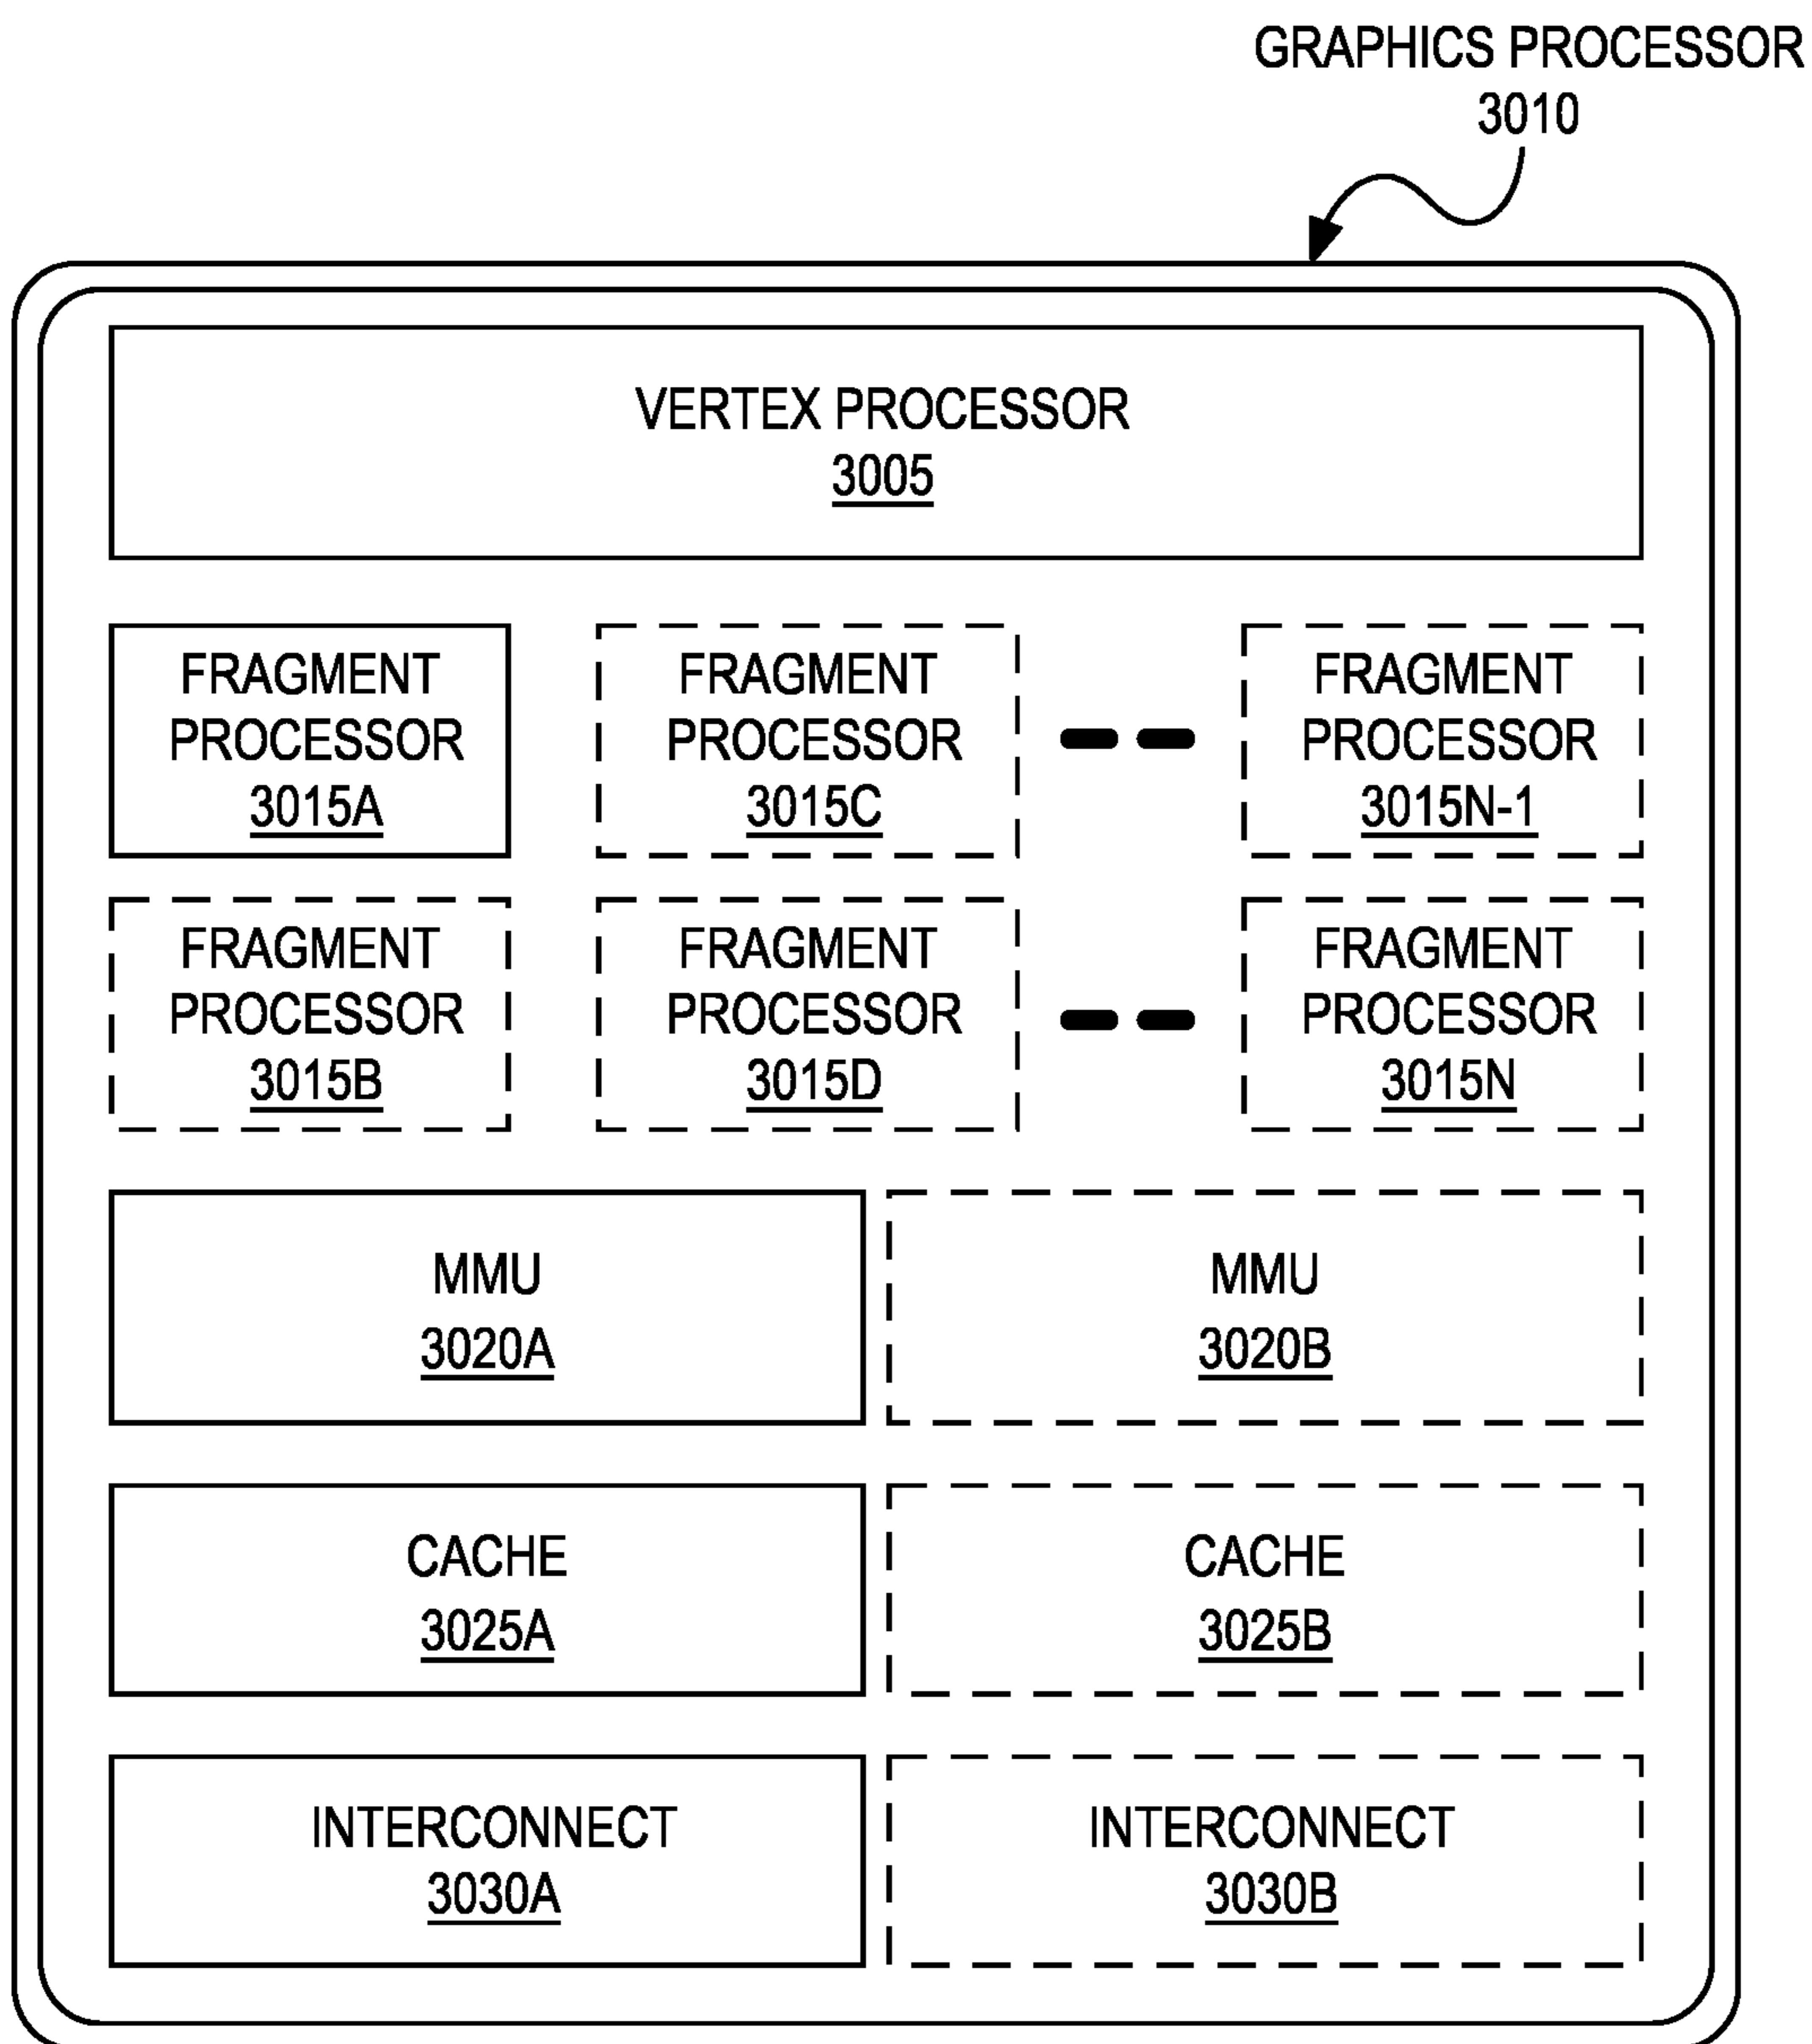 GRAPHICS PROCESSOR
3010
VERTEX PROCESSOR
3005
FRAGMENT
PROCESSOR
3015A
FRAGMENT
PROCESSOR
3015C
FRAGMENT
PROCESSOR
3015N-1
FRAGMENT
PROCESSOR
3015B
FRAGMENT
PROCESSOR
3015D
FRAGMENT
PROCESSOR
3015N
MMU
3020A
MMU
3020B
CACHE
3025A
CACHE
3025B
INTERCONNECT
3030A
INTERCONNECT
3030B